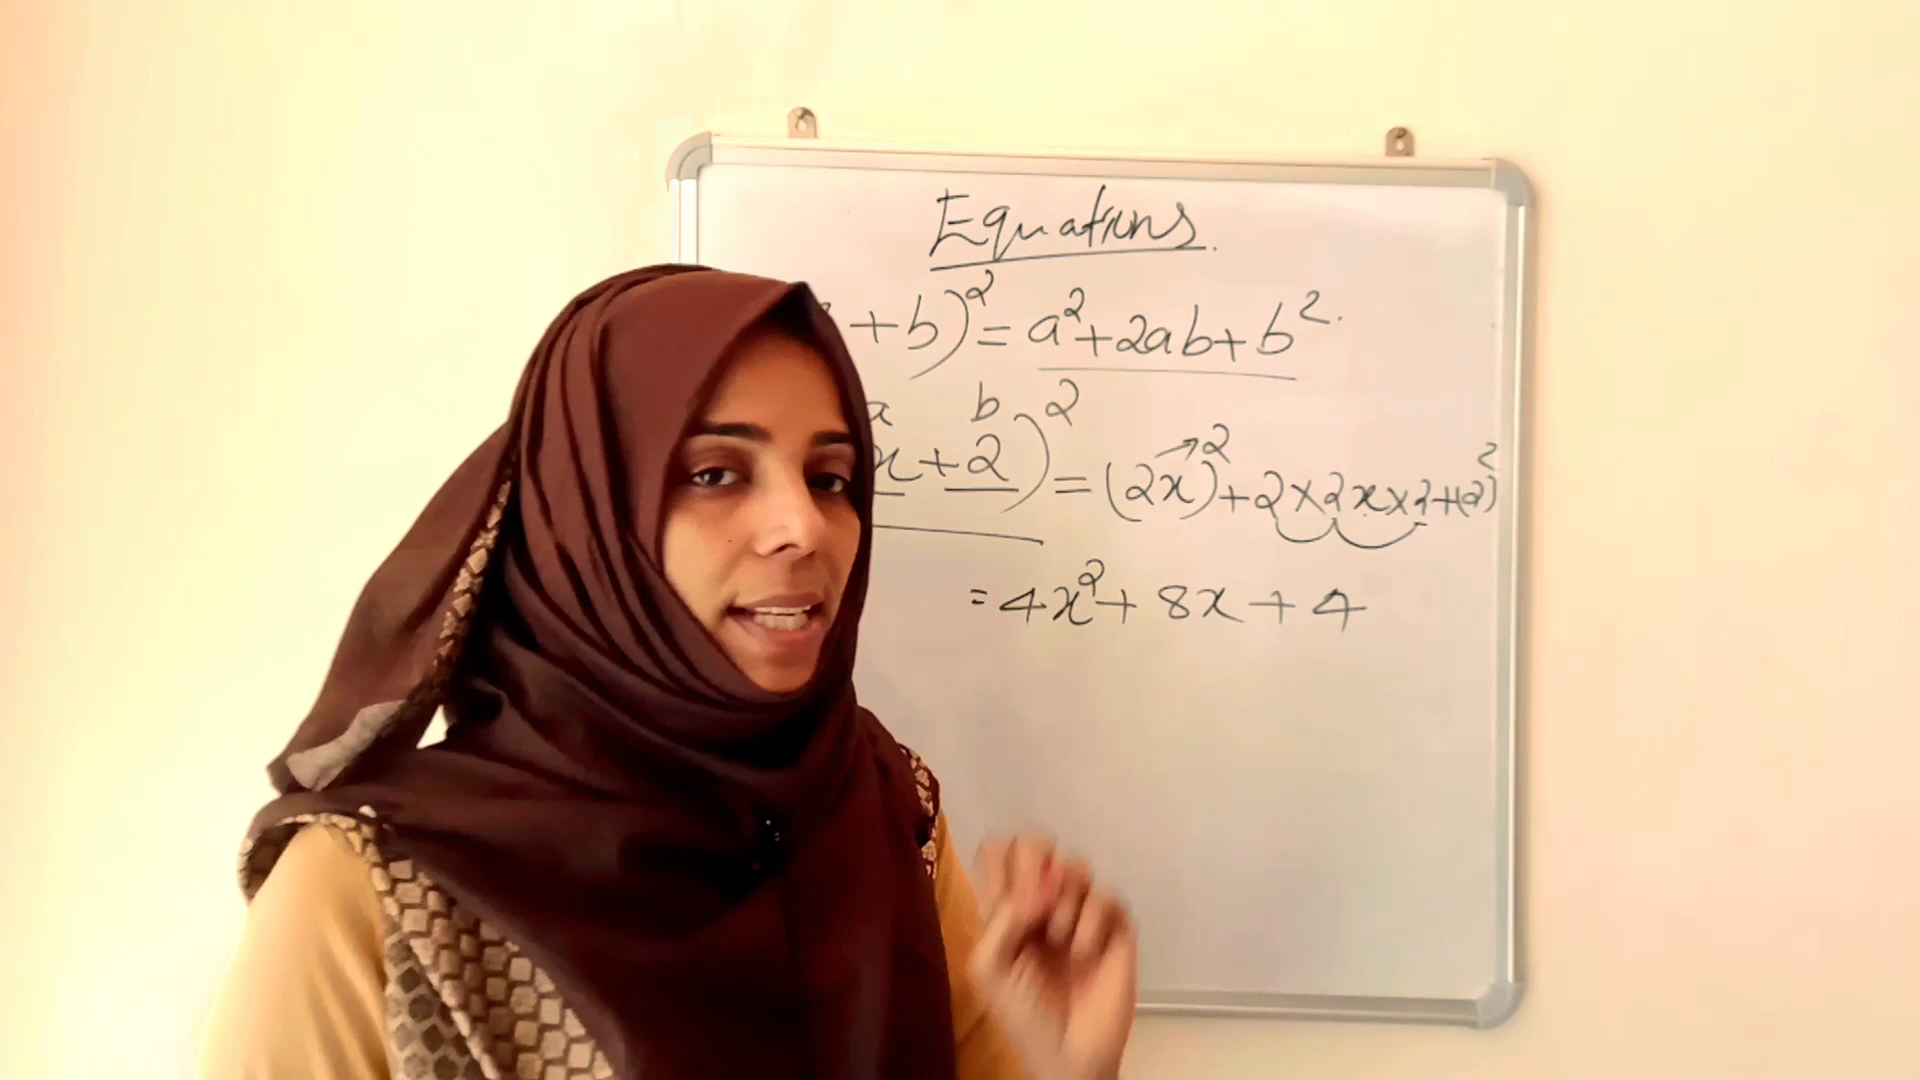 Equations.
+b)² = a²+2ab+b².
a b
x+2)² = (2x)²+2×2x×2+(2)²
=4x²+8x+4